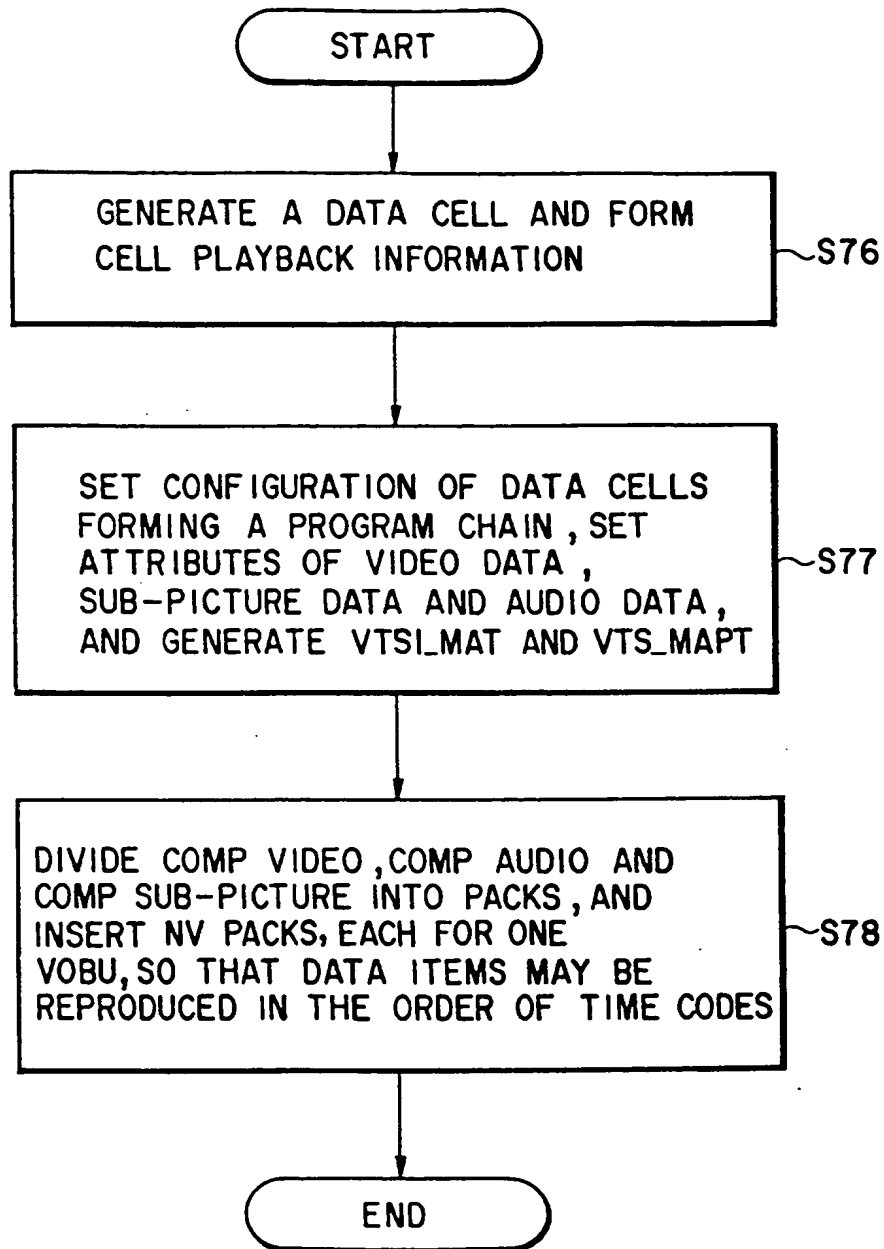 START
GENERATE A DATA CELL AND FORM
CELL PLAYBACK INFORMATION
S76
SET CONFIGURATION OF DATA CELLS
FORMING A PROGRAM CHAIN, SET
ATTRIBUTES OF VIDEO DATA,
SUB-PICTURE DATA AND AUDIO DATA,
AND GENERATE VTSI_MAT AND VTS_MAPT
S77
DIVIDE COMP VIDEO, COMP AUDIO AND
COMP SUB-PICTURE INTO PACKS, AND
INSERT NV PACKS, EACH FOR ONE
VOBU, SO THAT DATA ITEMS MAY BE
REPRODUCED IN THE ORDER OF TIME CODES
S78
END